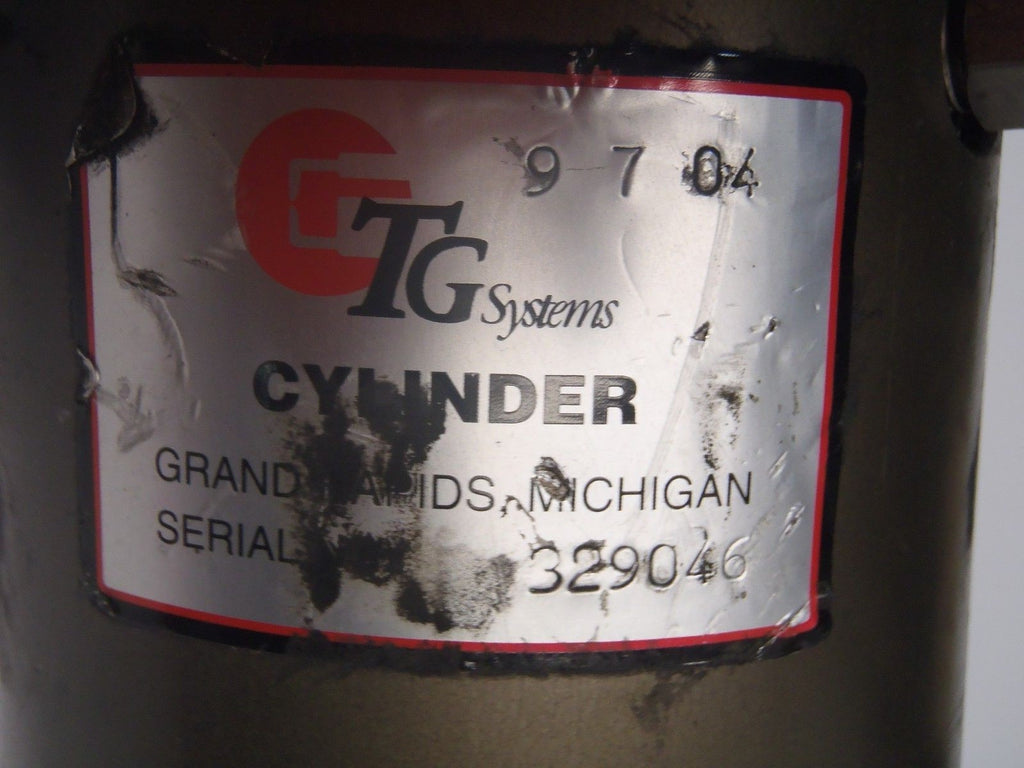 9 7 04
TG Systems
CYLINDER
GRAND RAPIDS, MICHIGAN
SERIAL 329046